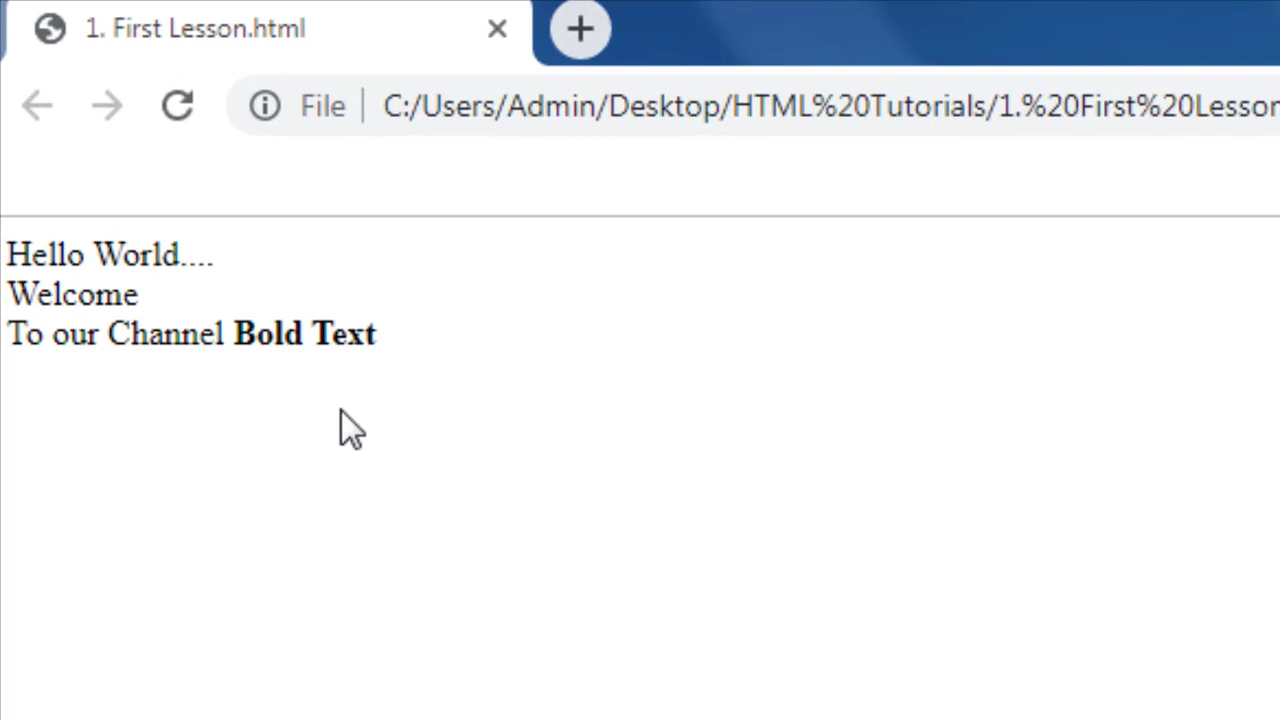 1. First Lesson.html
File C:/Users/Admin/Desktop/HTML%20Tutorials/1.%20First%20Lesson
Hello World....
Welcome
To our Channel Bold Text